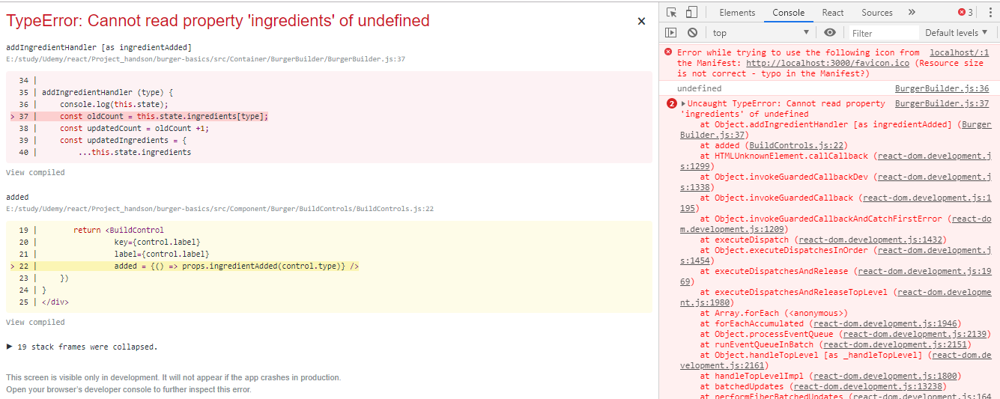 TypeError: Cannot read property 'ingredients' of undefined
×
addIngredientHandler [as ingredientAdded]
E:/study/Udemy/react/Project_handson/burger-basics/src/Container/BurgerBuilder/BurgerBuilder.js:37
34 |
35 | addIngredientHandler (type) {
36 |     console.log(this.state);
> 37 |     const oldCount = this.state.ingredients[type];
38 |     const updatedCount = oldCount +1;
39 |     const updatedIngredients = {
40 |         ...this.state.ingredients
View compiled
added
E:/study/Udemy/react/Project_handson/burger-basics/src/Component/Burger/BuildControls/BuildControls.js:22
19 |        return <BuildControl
20 |                key={control.label}
21 |                label={control.label}
> 22 |                added = {() => props.ingredientAdded(control.type)} />
23 |     })
24 | }
25 | </div>
View compiled
▶ 19 stack frames were collapsed.
This screen is visible only in development. It will not appear if the app crashes in production.
Open your browser's developer console to further inspect this error.
Elements Console React Sources » 3
top ▼ Filter Default levels ▼
Error while trying to use the following icon from localhost/:1
the Manifest: http://localhost:3000/favicon.ico (Resource size
is not correct - typo in the Manifest?)
undefined BurgerBuilder.js:36
2 ▶Uncaught TypeError: Cannot read property BurgerBuilder.js:37
'ingredients' of undefined
at Object.addIngredientHandler [as ingredientAdded] (Burger
Builder.js:37)
at added (BuildControls.js:22)
at HTMLUnknownElement.callCallback (react-dom.development.j
s:1299)
at Object.invokeGuardedCallbackDev (react-dom.development.j
s:1338)
at Object.invokeGuardedCallback (react-dom.development.js:1
195)
at Object.invokeGuardedCallbackAndCatchFirstError (react-do
m.development.js:1209)
at executeDispatch (react-dom.development.js:1432)
at Object.executeDispatchesInOrder (react-dom.development.j
s:1454)
at executeDispatchesAndRelease (react-dom.development.js:19
69)
at executeDispatchesAndReleaseTopLevel (react-dom.developme
nt.js:1980)
at Array.forEach (<anonymous>)
at forEachAccumulated (react-dom.development.js:1946)
at Object.processEventQueue (react-dom.development.js:2139)
at runEventQueueInBatch (react-dom.development.js:2151)
at Object.handleTopLevel [as _handleTopLevel] (react-dom.de
velopment.js:2161)
at handleTopLevelImpl (react-dom.development.js:1800)
at batchedUpdates (react-dom.development.js:13238)
at performFiberBatchedUpdates (react-dom.development.js:164